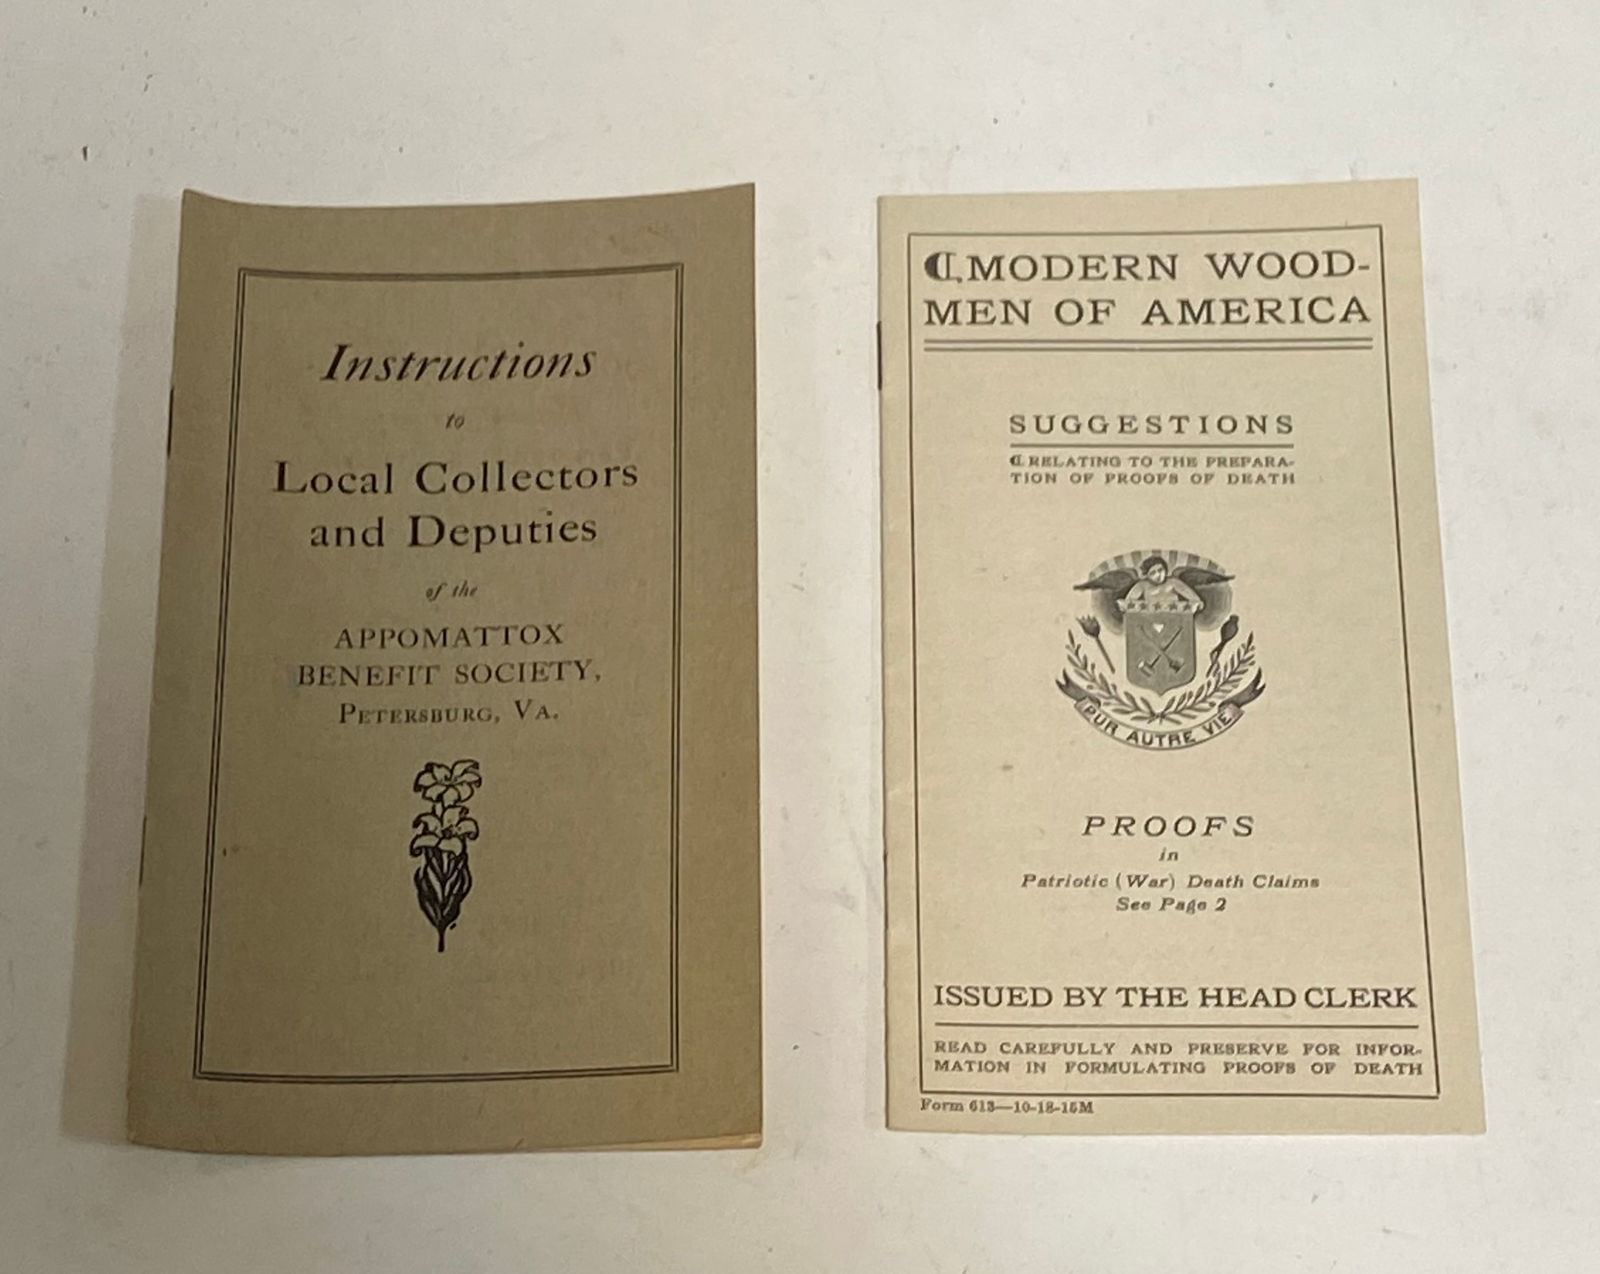 Instructions
to
Local Collectors
and Deputies
of the
APPOMATTOX
BENEFIT SOCIETY,
PETERSBURG, VA.
MODERN WOOD-
MEN OF AMERICA
SUGGESTIONS
RELATING TO THE PREPARA-
TION OF PROOFS OF DEATH
PUR AUTRE VIE
PROOFS
in
Patriotic (War) Death Claims
See Page 2
ISSUED BY THE HEAD CLERK
READ CAREFULLY AND PRESERVE FOR INFOR-
MATION IN FORMULATING PROOFS OF DEATH
Form 613—10-18-15M